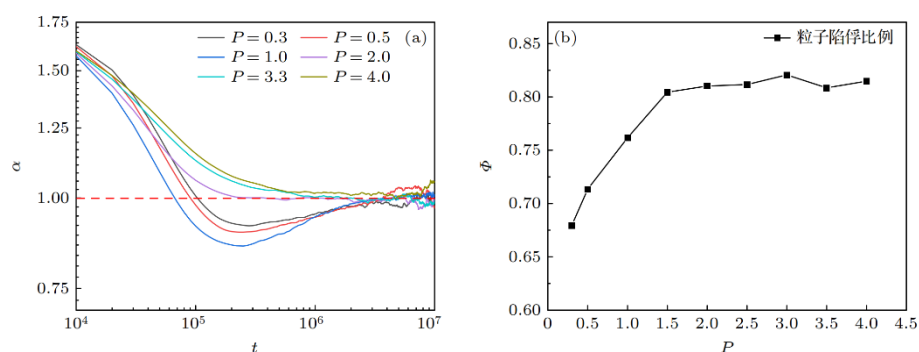 1.75
1.50
1.25
1.00
0.75
α
10⁴
10⁵
10⁶
10⁷
t
P = 0.3
P = 0.5
(a)
P = 1.0
P = 2.0
P = 3.3
P = 4.0
(b)
粒子陷俘比例
0.85
0.80
0.75
0.70
0.65
0.60
Φ
0
0.5
1.0
1.5
2.0
2.5
3.0
3.5
4.0
4.5
P